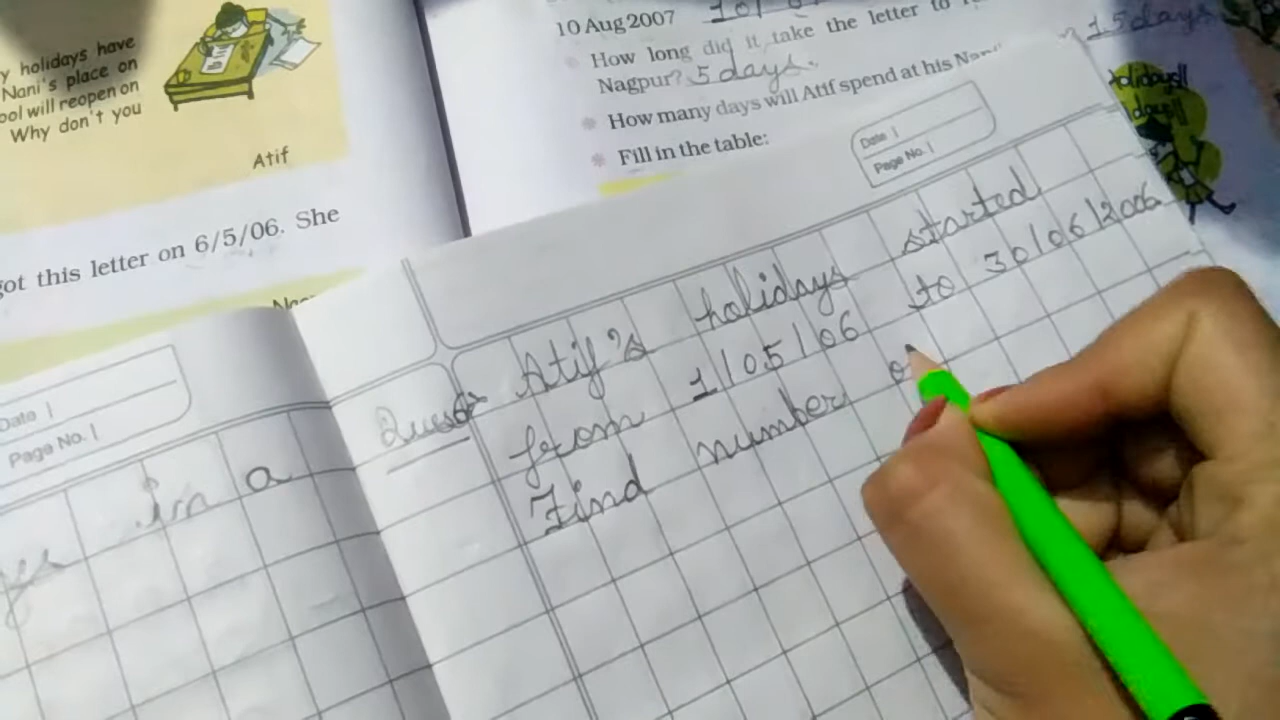 y holidays have
Nani's place on
ool will reopen on
Why don't you
Atif
got this letter on 6/5/06. She
10 Aug 2007
How long did it take the letter to
Nagpur? 5 days.
How many days will Atif spend at his 15 days
Fill in the table:
Date |
Page No. |
Date |
Page No. |
in a
Ques6> Atif's holidays started
from 1/05/06 to 30/06/2006
Find number o